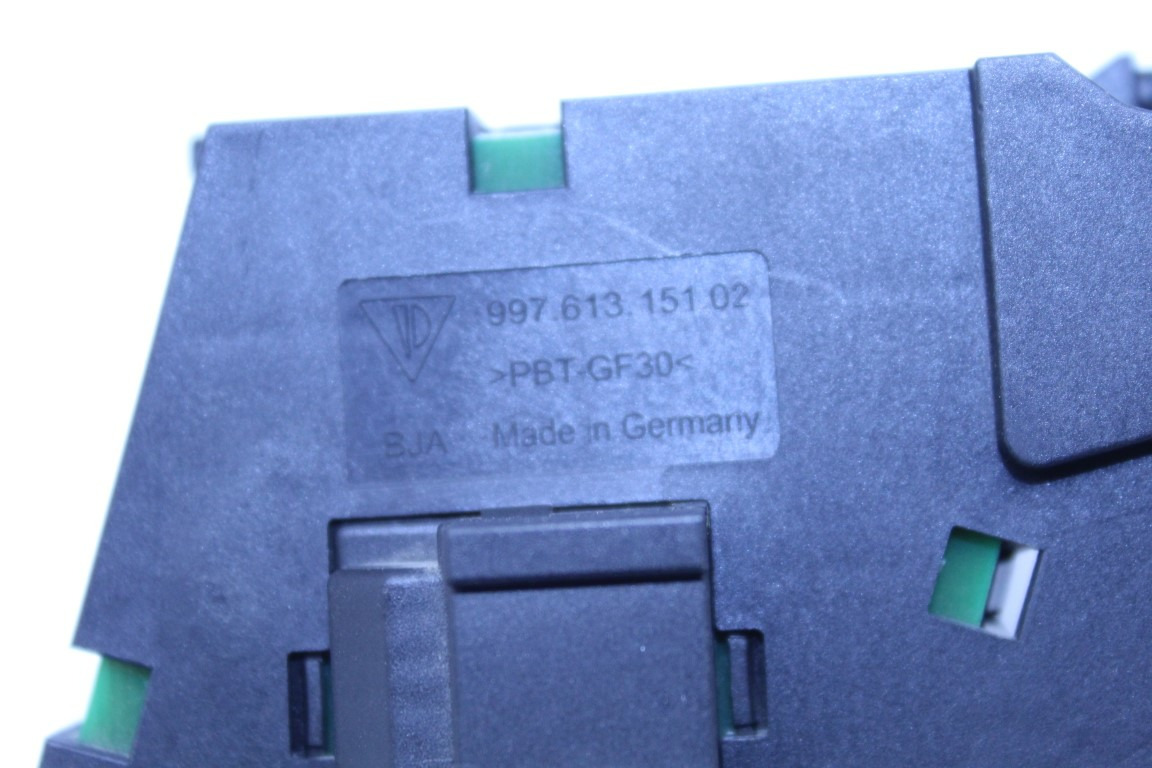 997.613.151.02
>PBT-GF30<
BJA Made in Germany